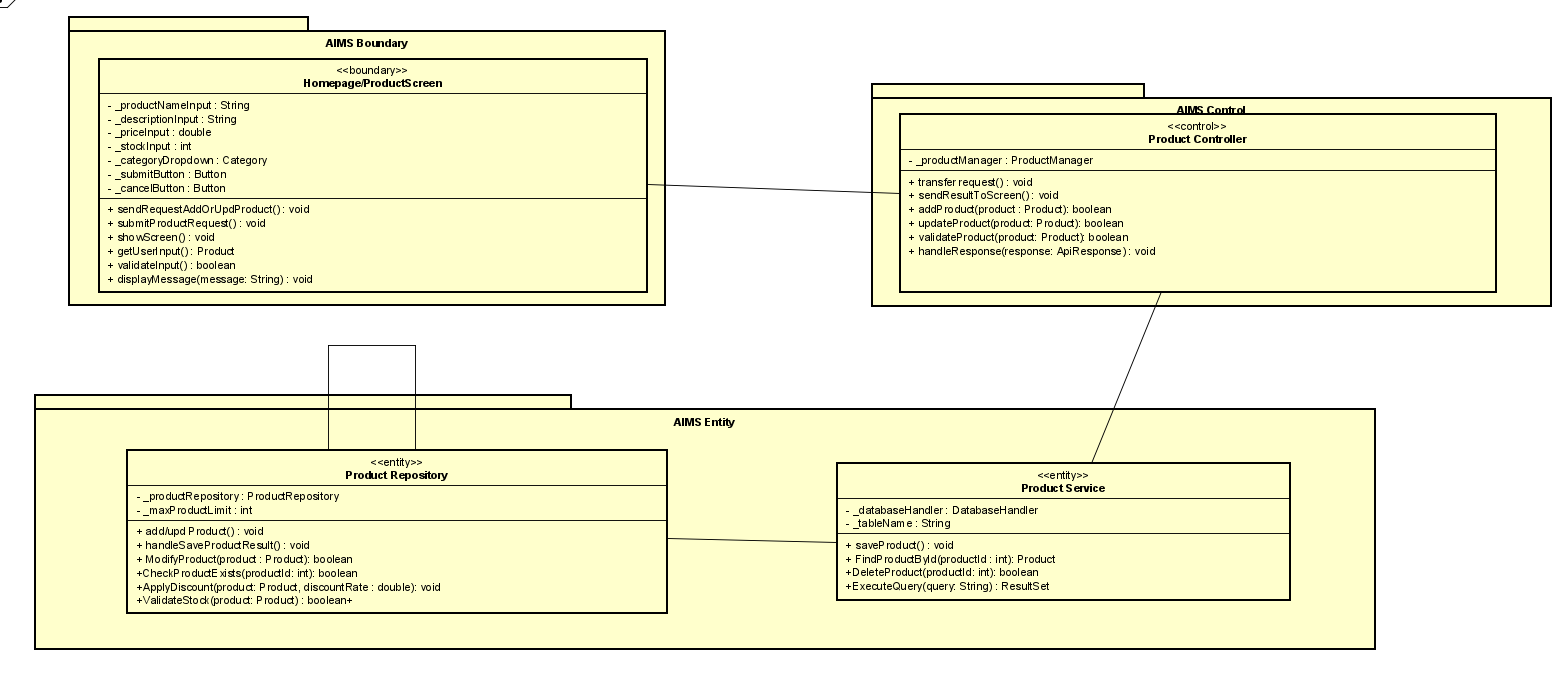 AIMS Boundary
<<boundary>>
Homepage/ProductScreen
- _productNameInput : String
- _descriptionInput : String
- _priceInput : double
- _stockInput : int
- _categoryDropdown : Category
- _submitButton : Button
- _cancelButton : Button
+ sendRequestAddOrUpdProduct() : void
+ submitProductRequest() : void
+ showScreen() : void
+ getUserInput() : Product
+ validateInput() : boolean
+ displayMessage(message: String) : void
AIMS Control
<<control>>
Product Controller
- _productManager : ProductManager
+ transfer request() : void
+ sendResultToScreen() : void
+ addProduct(product : Product): boolean
+ updateProduct(product: Product): boolean
+ validateProduct(product: Product): boolean
+ handleResponse(response: ApiResponse) : void
AIMS Entity
<<entity>>
Product Repository
- _productRepository : ProductRepository
- _maxProductLimit : int
+ add/upd Product() : void
+ handleSaveProductResult() : void
+ ModifyProduct(product : Product): boolean
+CheckProductExists(productId: int): boolean
+ApplyDiscount(product: Product, discountRate : double): void
+ValidateStock(product: Product) : boolean+
<<entity>>
Product Service
- _databaseHandler : DatabaseHandler
- _tableName : String
+ saveProduct() : void
+ FindProductById(productId : int): Product
+DeleteProduct(productId: int): boolean
+ExecuteQuery(query: String) : ResultSet